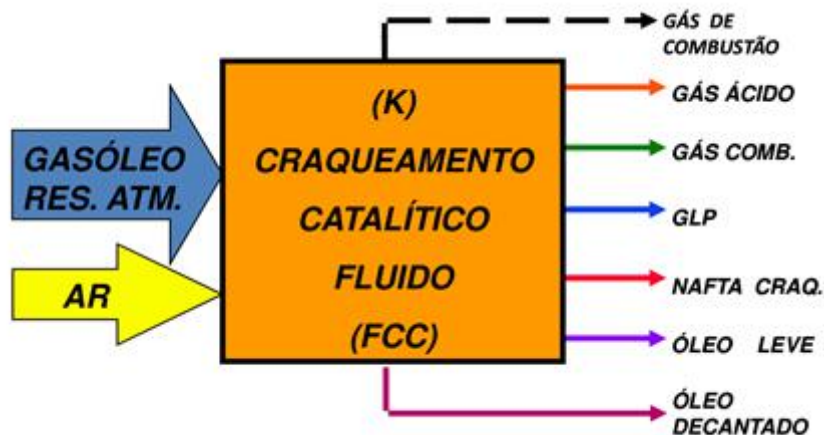 GÁS DE
COMBUSTÃO
GASÓLEO
RES. ATM.
AR
(K)
CRAQUEAMENTO
CATALÍTICO
FLUIDO
(FCC)
GÁS ÁCIDO
GÁS COMB.
GLP
NAFTA CRAQ.
ÓLEO LEVE
ÓLEO
DECANTADO